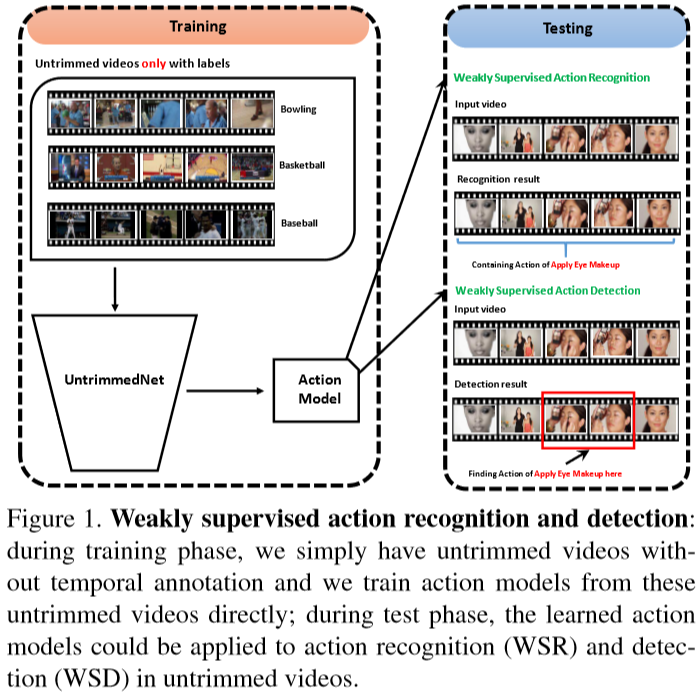 Training
Untrimmed videos only with labels
Bowling
Basketball
Baseball
UntrimmedNet
Action
Model
Testing
Weakly Supervised Action Recognition
Input video
Recognition result
Containing Action of Apply Eye Makeup
Weakly Supervised Action Detection
Input video
Detection result
Finding Action of Apply Eye Makeup here
Figure 1. Weakly supervised action recognition and detection:
during training phase, we simply have untrimmed videos with-
out temporal annotation and we train action models from these
untrimmed videos directly; during test phase, the learned action
models could be applied to action recognition (WSR) and detec-
tion (WSD) in untrimmed videos.